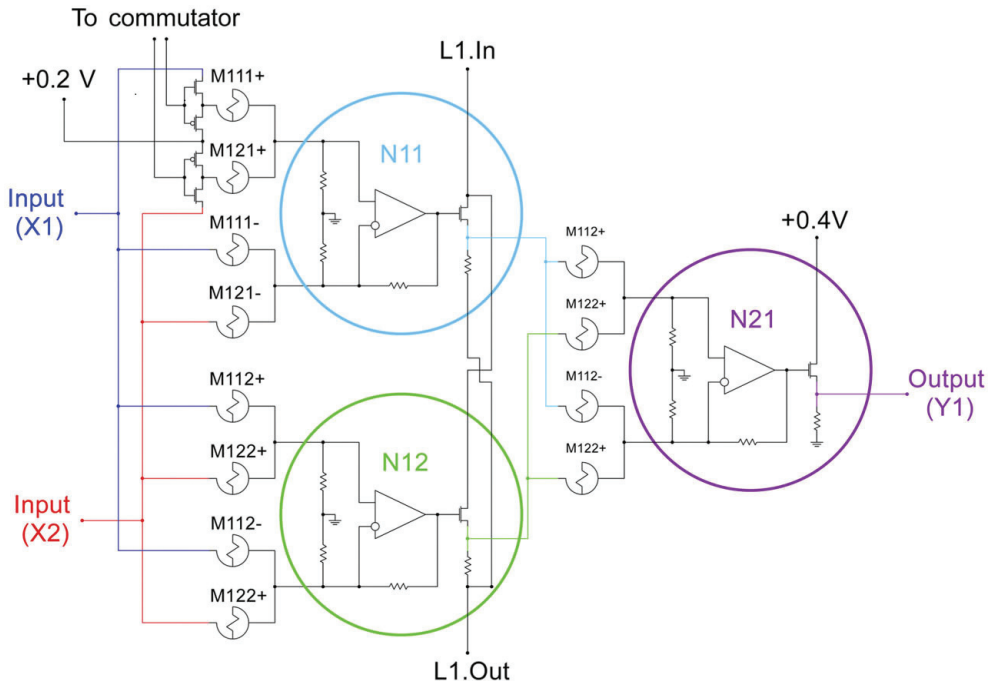 To commutator
L1.In
+0.2 V
M111+
M121+
N11
Input
(X1)
M111-
M121-
M112+
+0.4V
M122+
N21
M112-
Output
(Y1)
M122+
M112+
M122+
N12
Input
(X2)
M112-
M122+
L1.Out